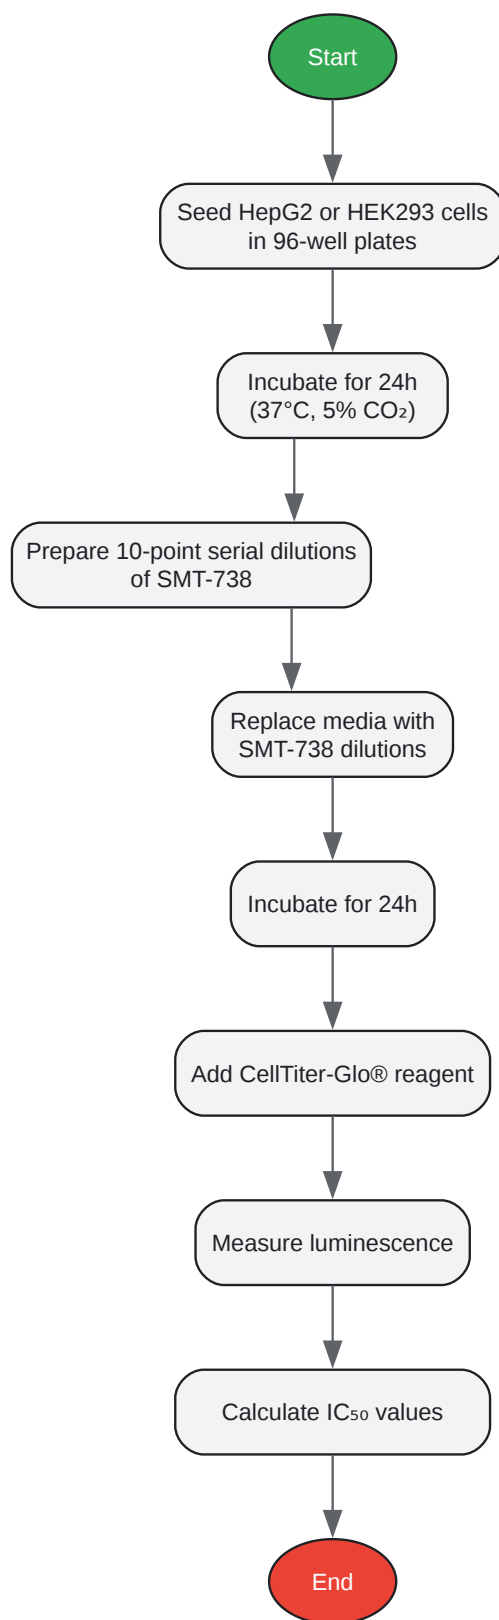 Start
Seed HepG2 or HEK293 cells
in 96-well plates
Incubate for 24h
(37°C, 5% CO₂)
Prepare 10-point serial dilutions
of SMT-738
Replace media with
SMT-738 dilutions
Incubate for 24h
Add CellTiter-Glo® reagent
Measure luminescence
Calculate IC₅₀ values
End